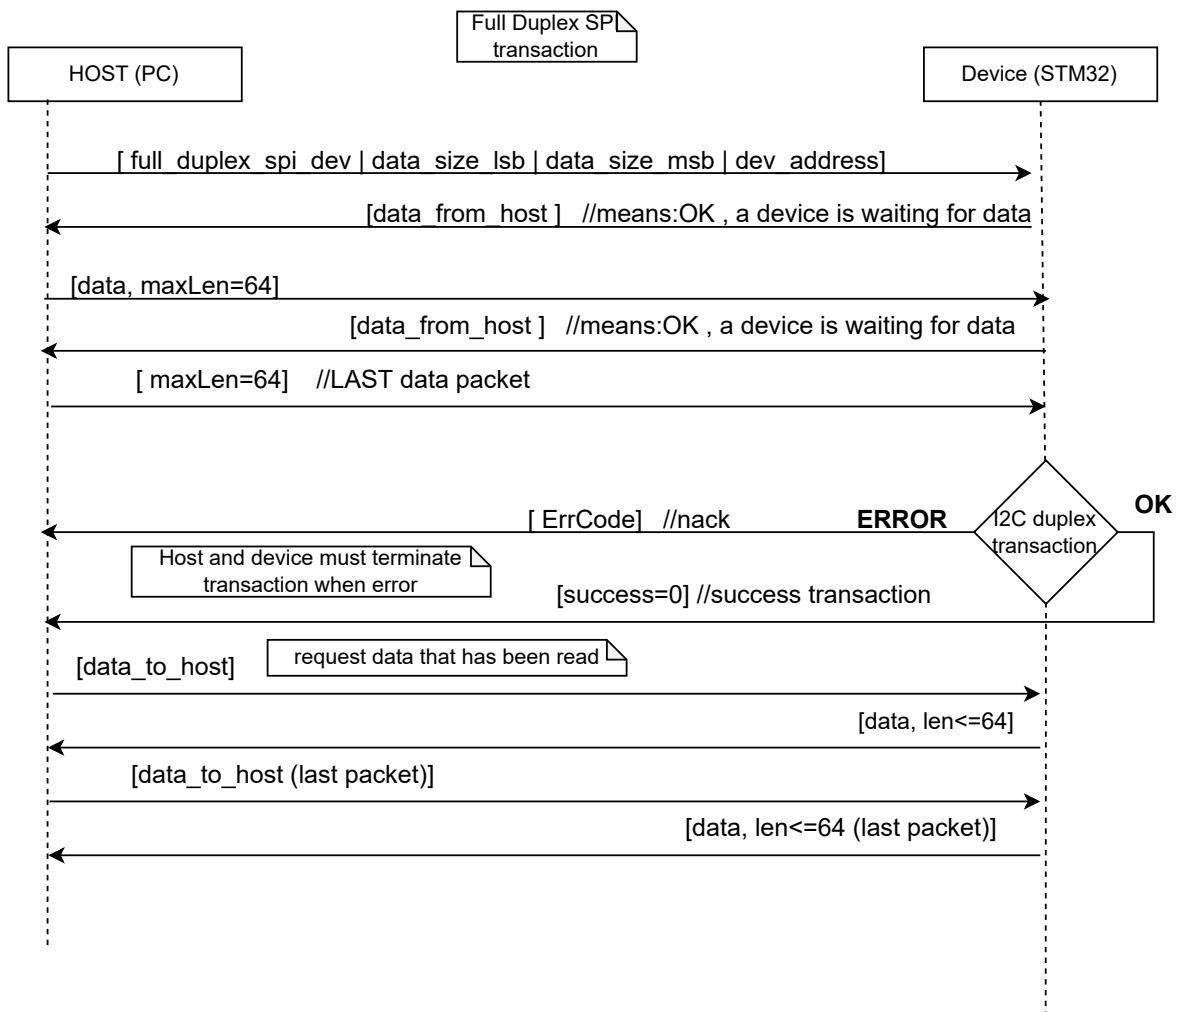 Full Duplex SPI
transaction
HOST (PC)
Device (STM32)
[ full_duplex_spi_dev | data_size_lsb | data_size_msb | dev_address]
[data_from_host ]   //means:OK , a device is waiting for data
[data, maxLen=64]
[data_from_host ]   //means:OK , a device is waiting for data
[ maxLen=64]    //LAST data packet
OK
[ ErrCode]   //nack
ERROR
I2C duplex
transaction
Host and device must terminate
transaction when error
[success=0] //success transaction
request data that has been read
[data_to_host]
[data, len<=64]
[data_to_host (last packet)]
[data, len<=64 (last packet)]